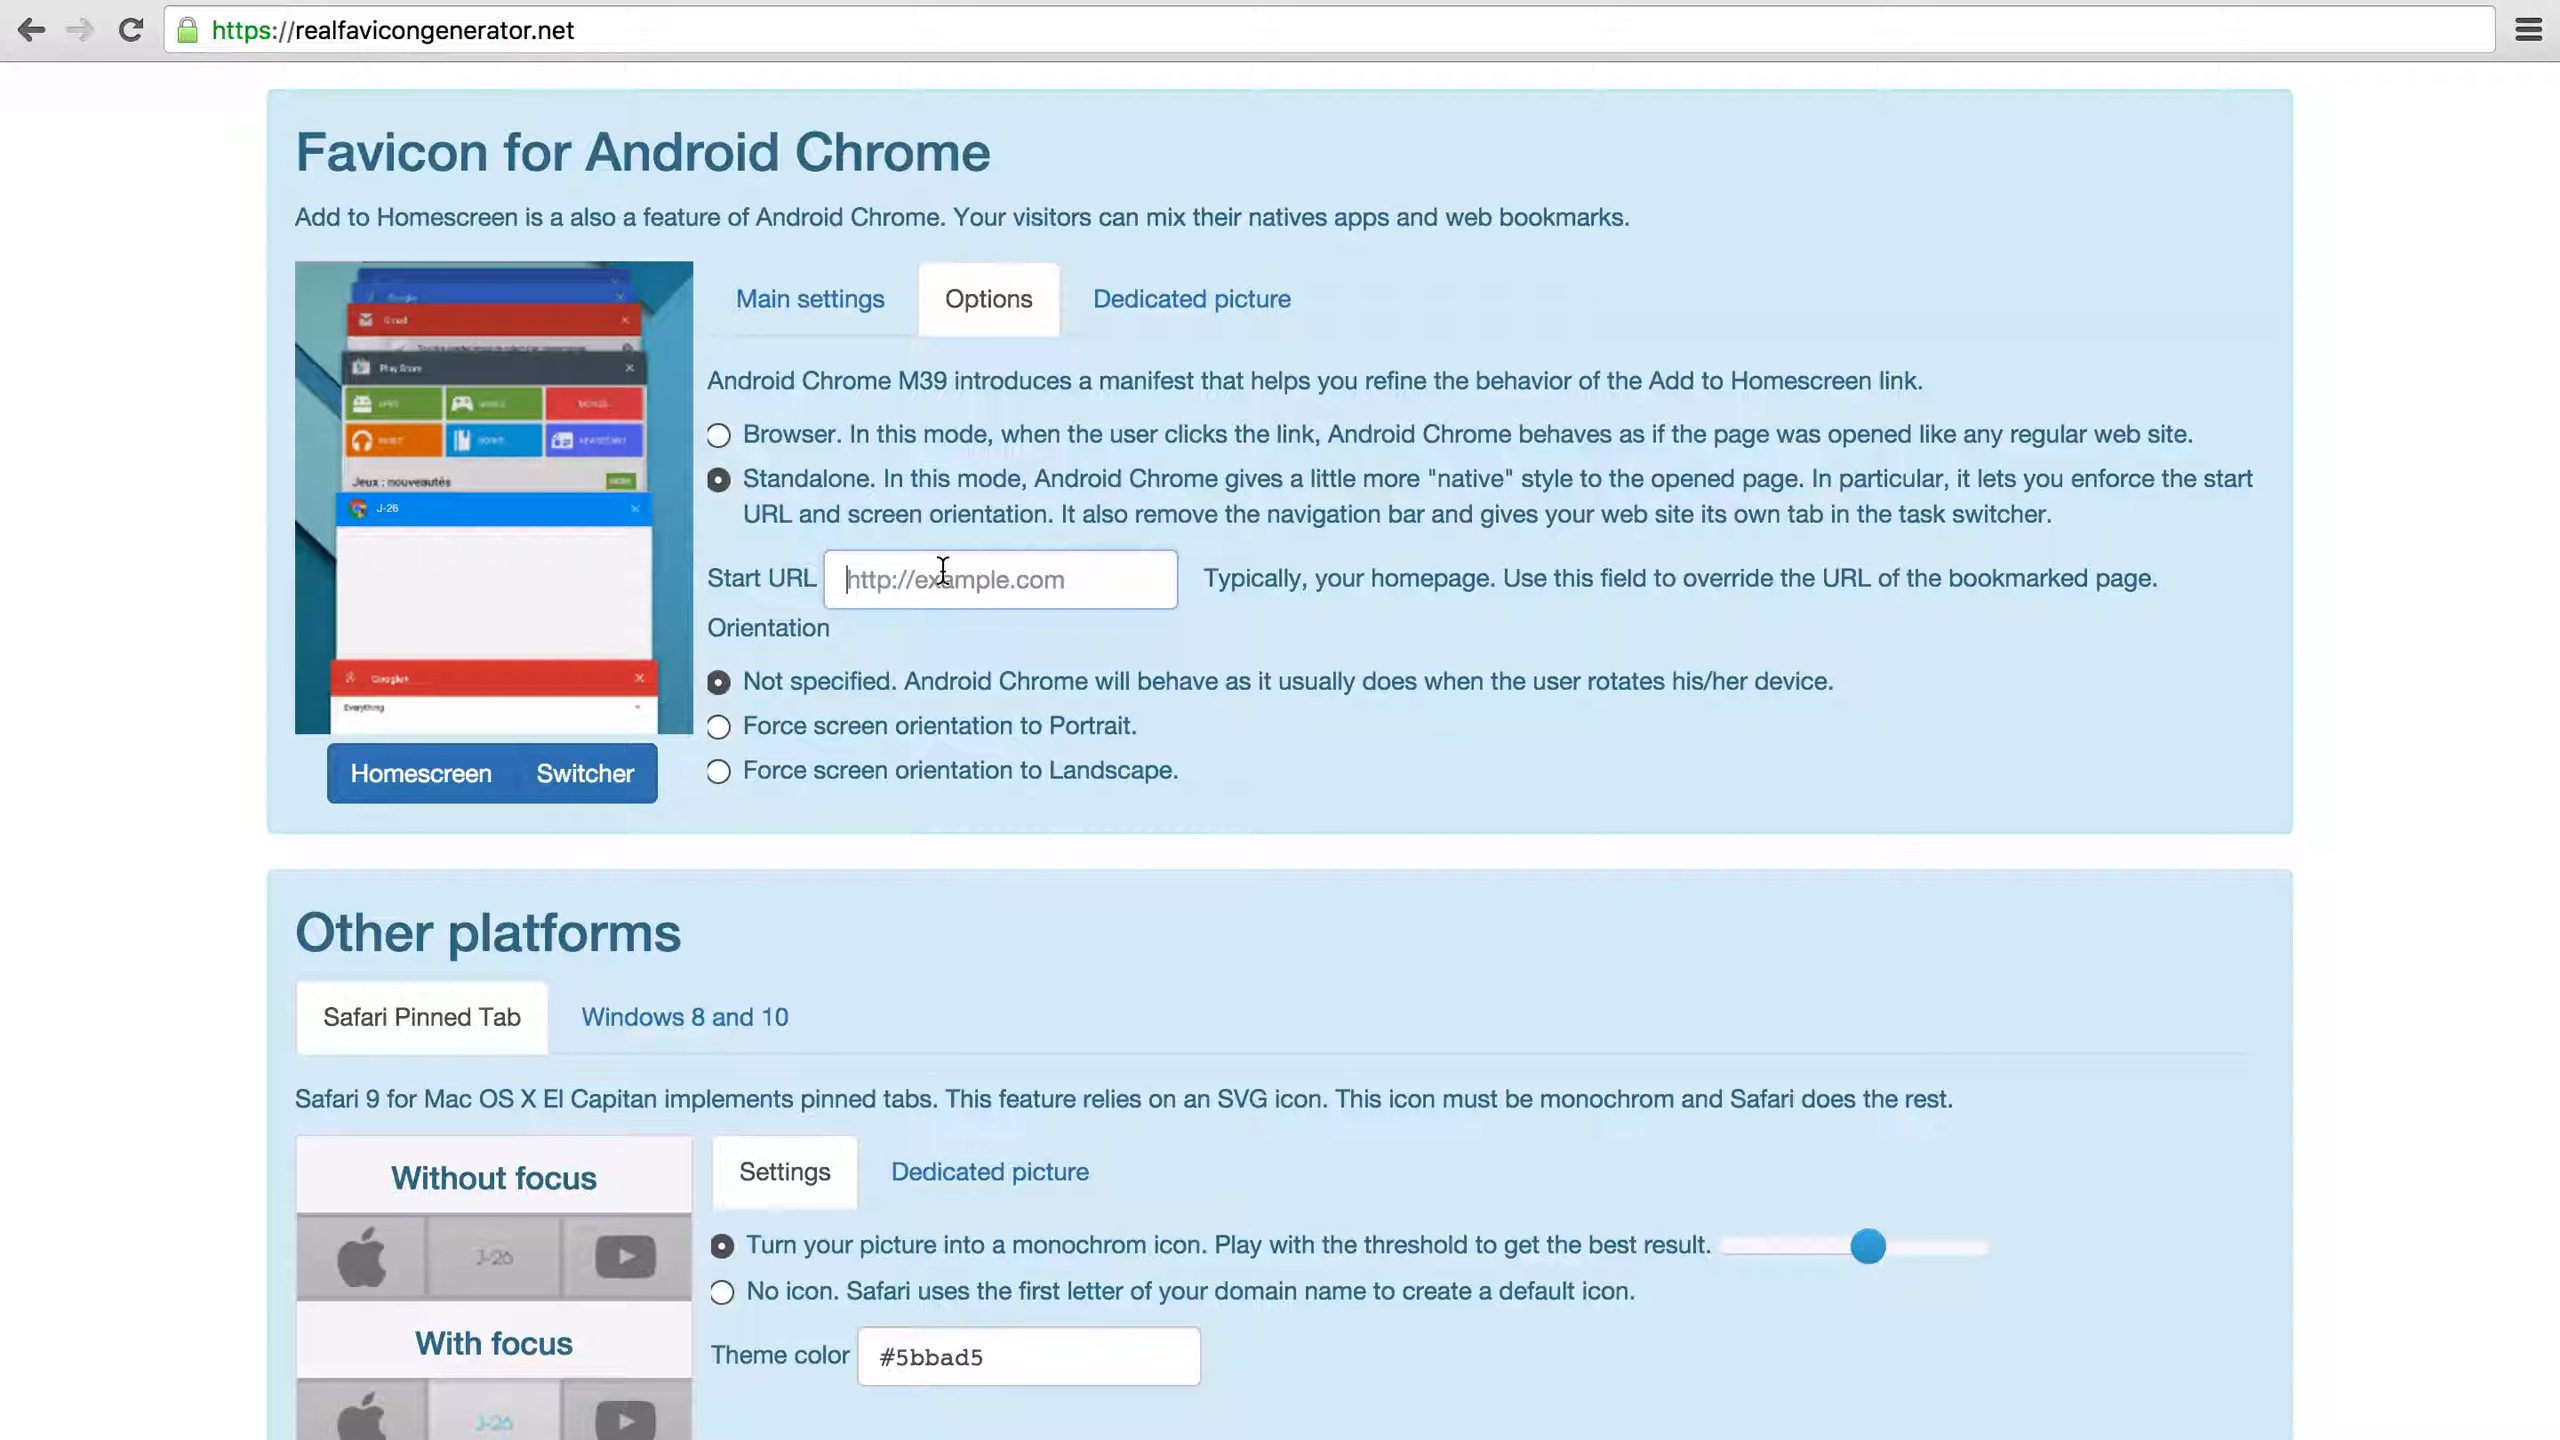 https://realfavicongenerator.net
Favicon for Android Chrome
Add to Homescreen is a also a feature of Android Chrome. Your visitors can mix their natives apps and web bookmarks.
Google
Gmail
Play Store
Jeux : nouveautés
J-26
Google+
Everything
Homescreen Switcher
Main settings Options Dedicated picture
Android Chrome M39 introduces a manifest that helps you refine the behavior of the Add to Homescreen link.
Browser. In this mode, when the user clicks the link, Android Chrome behaves as if the page was opened like any regular web site.
Standalone. In this mode, Android Chrome gives a little more "native" style to the opened page. In particular, it lets you enforce the start
URL and screen orientation. It also remove the navigation bar and gives your web site its own tab in the task switcher.
Start URL http://example.com Typically, your homepage. Use this field to override the URL of the bookmarked page.
Orientation
Not specified. Android Chrome will behave as it usually does when the user rotates his/her device.
Force screen orientation to Portrait.
Force screen orientation to Landscape.
Other platforms
Safari Pinned Tab Windows 8 and 10
Safari 9 for Mac OS X El Capitan implements pinned tabs. This feature relies on an SVG icon. This icon must be monochrom and Safari does the rest.
Without focus
J-26
With focus
J-26
Settings Dedicated picture
Turn your picture into a monochrom icon. Play with the threshold to get the best result.
No icon. Safari uses the first letter of your domain name to create a default icon.
Theme color #5bbad5